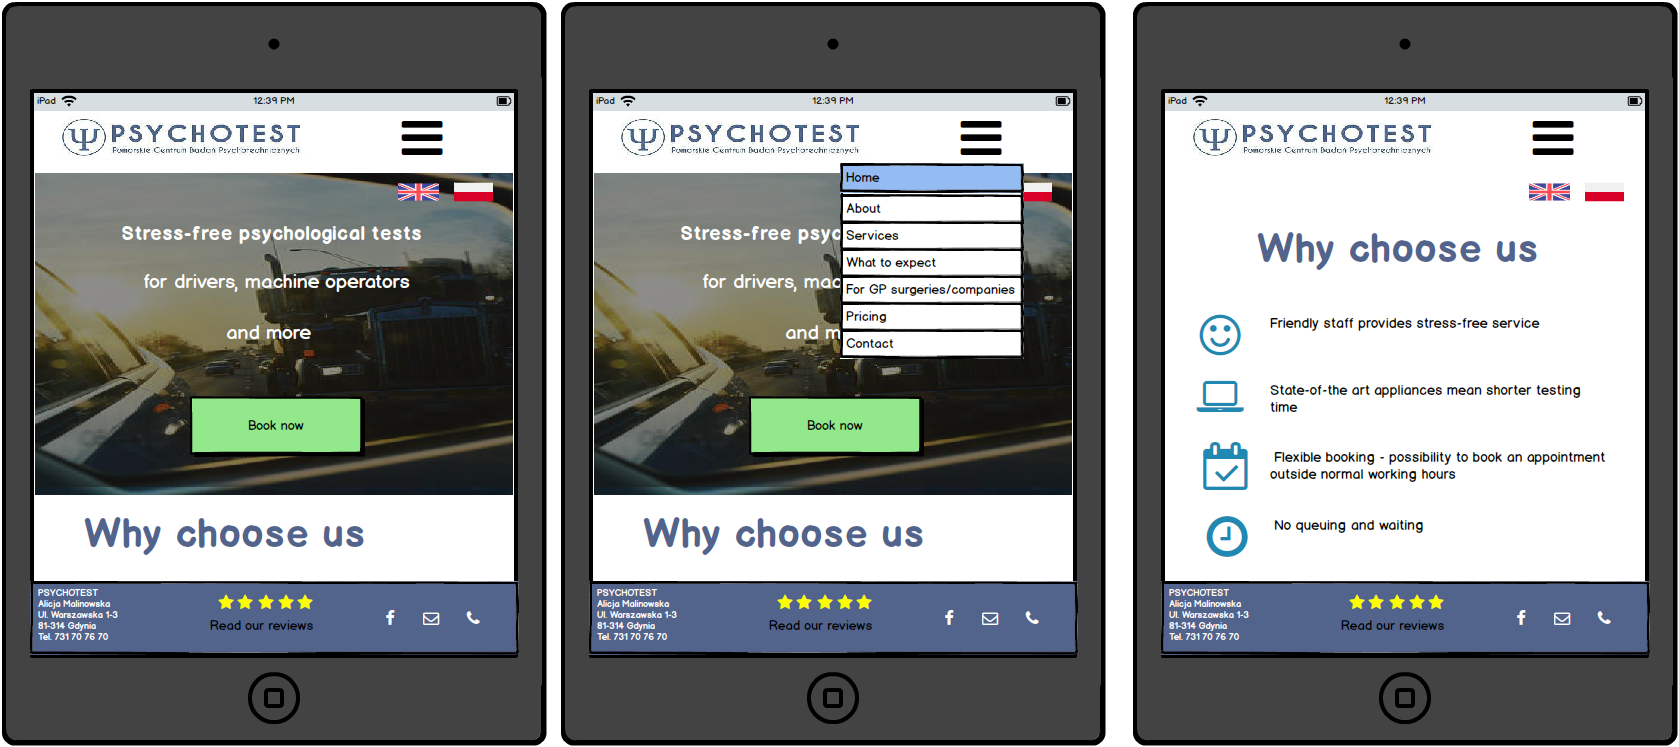 iPad
12:39 PM
Ψ PSYCHOTEST
Pomorskie Centrum Badań Psychotechnicznych
Stress-free psychological tests
for drivers, machine operators
and more
Book now
Why choose us
PSYCHOTEST
Alicja Malinowska
Ul. Warszawska 1-3
81-314 Gdynia
Tel. 731 70 76 70
Read our reviews
iPad
12:39 PM
Ψ PSYCHOTEST
Pomorskie Centrum Badań Psychotechnicznych
Home
About
Services
What to expect
For GP surgeries/companies
Pricing
Contact
Stress-free psyc
for drivers, mac
and m
Book now
Why choose us
PSYCHOTEST
Alicja Malinowska
Ul. Warszawska 1-3
81-314 Gdynia
Tel. 731 70 76 70
Read our reviews
iPad
12:39 PM
Ψ PSYCHOTEST
Pomorskie Centrum Badań Psychotechnicznych
Why choose us
Friendly staff provides stress-free service
State-of-the art appliances mean shorter testing
time
Flexible booking - possibility to book an appointment
outside normal working hours
No queuing and waiting
PSYCHOTEST
Alicja Malinowska
Ul. Warszawska 1-3
81-314 Gdynia
Tel. 731 70 76 70
Read our reviews